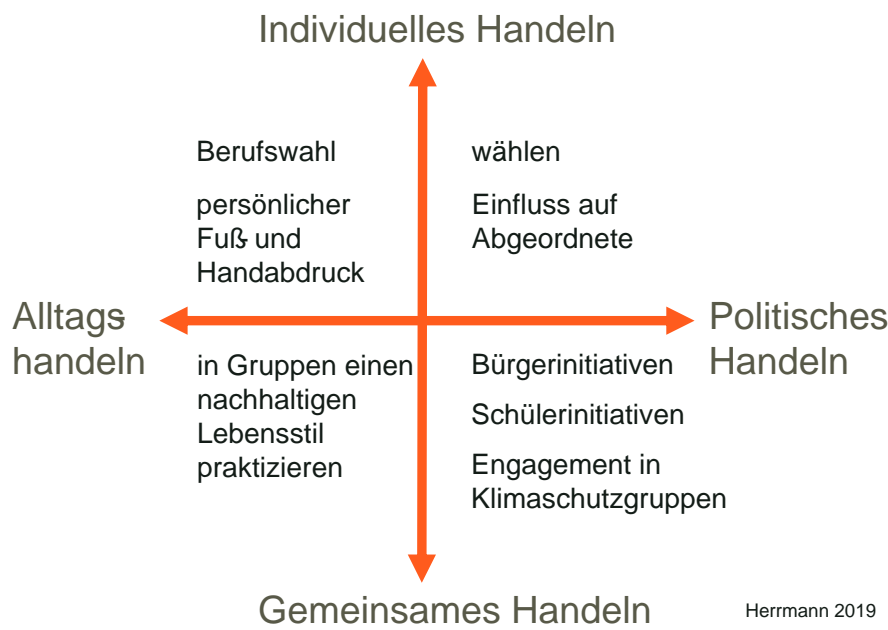 Individuelles Handeln
Berufswahl
persönlicher
Fuß- und
Handabdruck
wählen
Einfluss auf
Abgeordnete
Alltags-
handeln
Politisches
Handeln
in Gruppen einen
nachhaltigen
Lebensstil
praktizieren
Bürgerinitiativen
Schülerinitiativen
Engagement in
Klimaschutzgruppen
Gemeinsames Handeln
Herrmann 2019